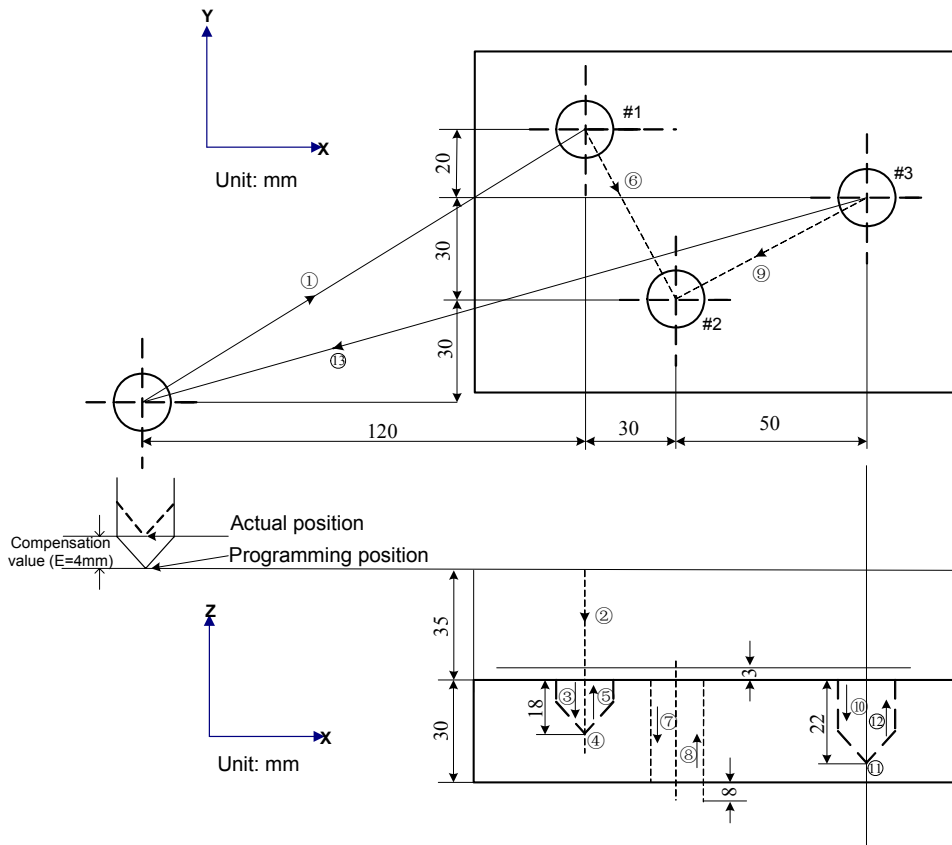 Y
X
Unit: mm
#1
#3
#2
20
30
30
①
⑥
⑨
⑬
120
30
50
Actual position
Compensation
value (E=4mm)
Programming position
Z
X
Unit: mm
35
②
3
30
18
③
⑤
④
⑦
⑧
8
22
⑩
⑫
⑪